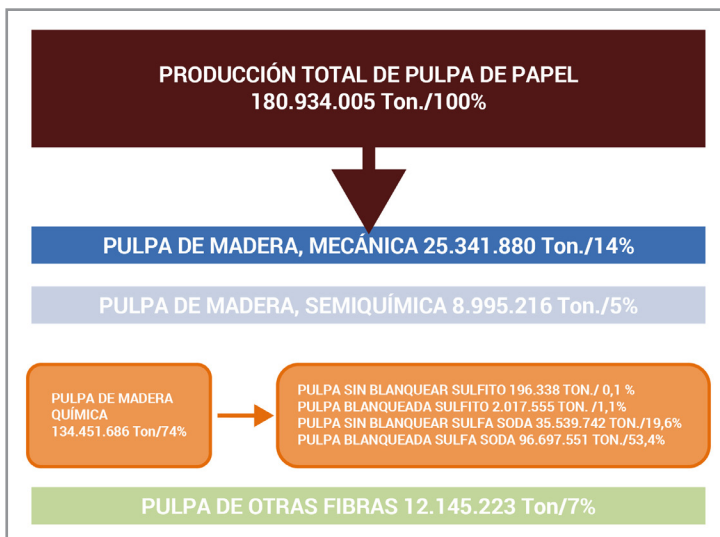 PRODUCCIÓN TOTAL DE PULPA DE PAPEL
180.934.005 Ton./100%
PULPA DE MADERA, MECÁNICA 25.341.880 Ton./14%
PULPA DE MADERA, SEMIQUÍMICA 8.995.216 Ton./5%
PULPA DE MADERA
QUÍMICA
134.451.686 Ton/74%
PULPA SIN BLANQUEAR SULFITO 196.338 TON./ 0,1 %
PULPA BLANQUEADA SULFITO 2.017.555 TON. /1,1%
PULPA SIN BLANQUEAR SULFA SODA 35.539.742 TON./19,6%
PULPA BLANQUEADA SULFA SODA 96.697.551 TON./53,4%
PULPA DE OTRAS FIBRAS 12.145.223 Ton/7%